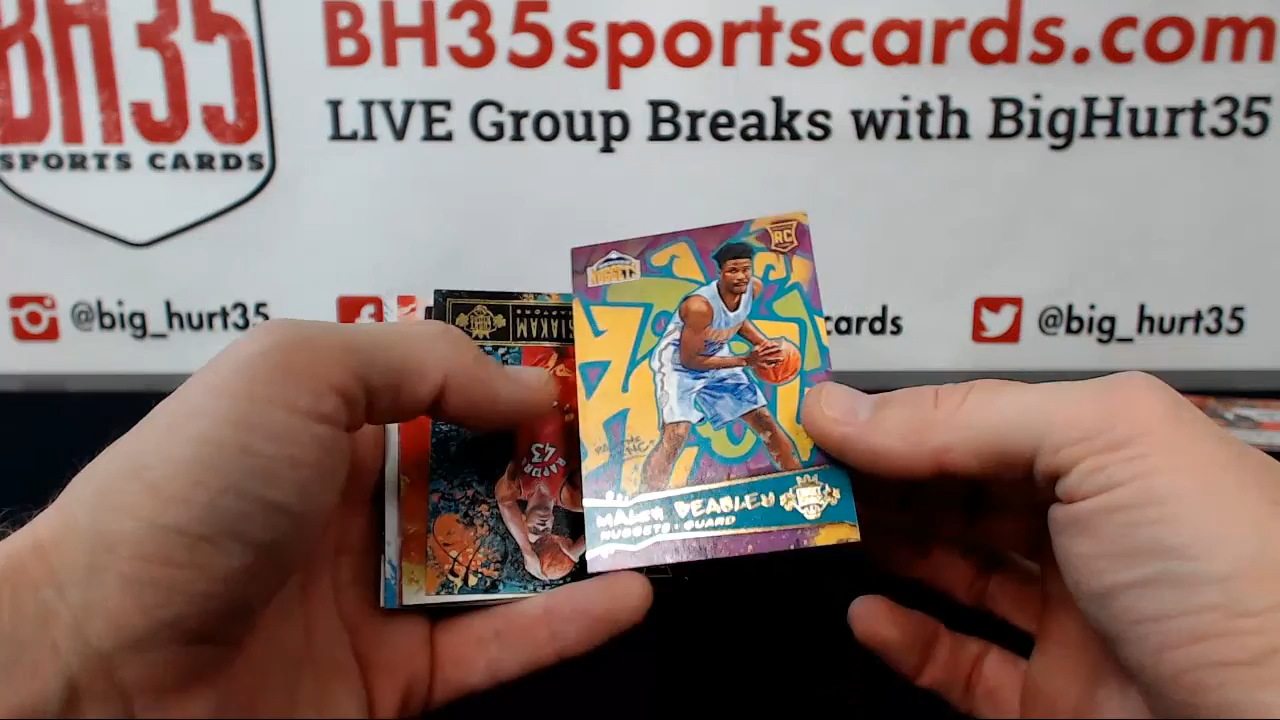 BH35
SPORTS CARDS
BH35sportscards.com
LIVE Group Breaks with BigHurt35
@big_hurt35
cards
@big_hurt35
NUGGETS
RC
SIAKAM
RAPTORS
43
MALIK BEASLEY
NUGGETS • GUARD